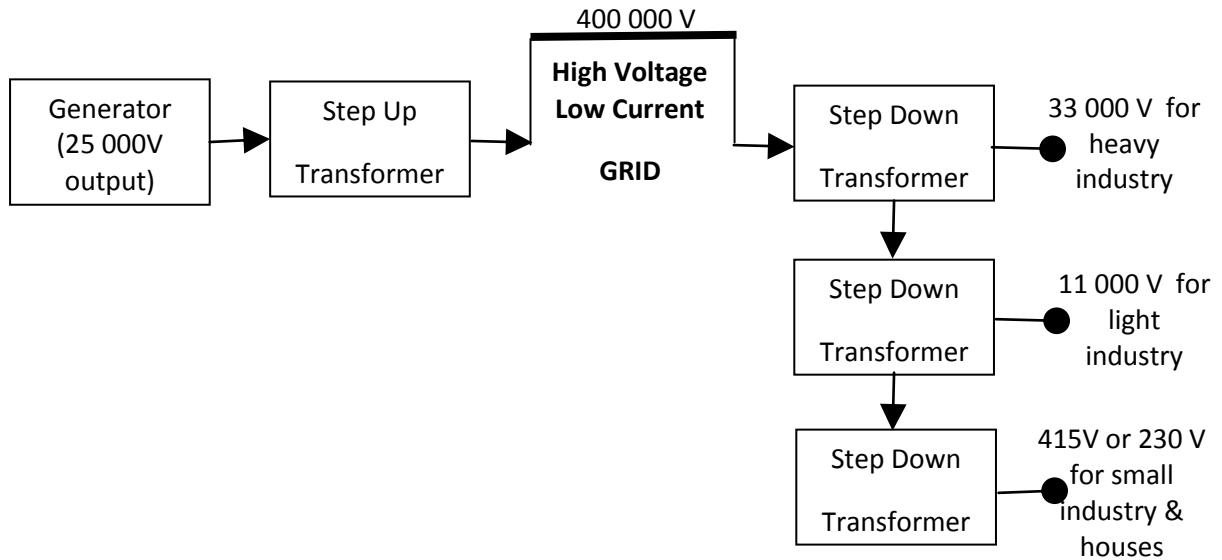 400 000 V
High Voltage
Low Current
GRID
Generator
(25 000V
output)
Step Up
Transformer
Step Down
Transformer
33 000 V for
heavy
industry
Step Down
Transformer
11 000 V for
light
industry
Step Down
Transformer
415V or 230 V
for small
industry &
houses